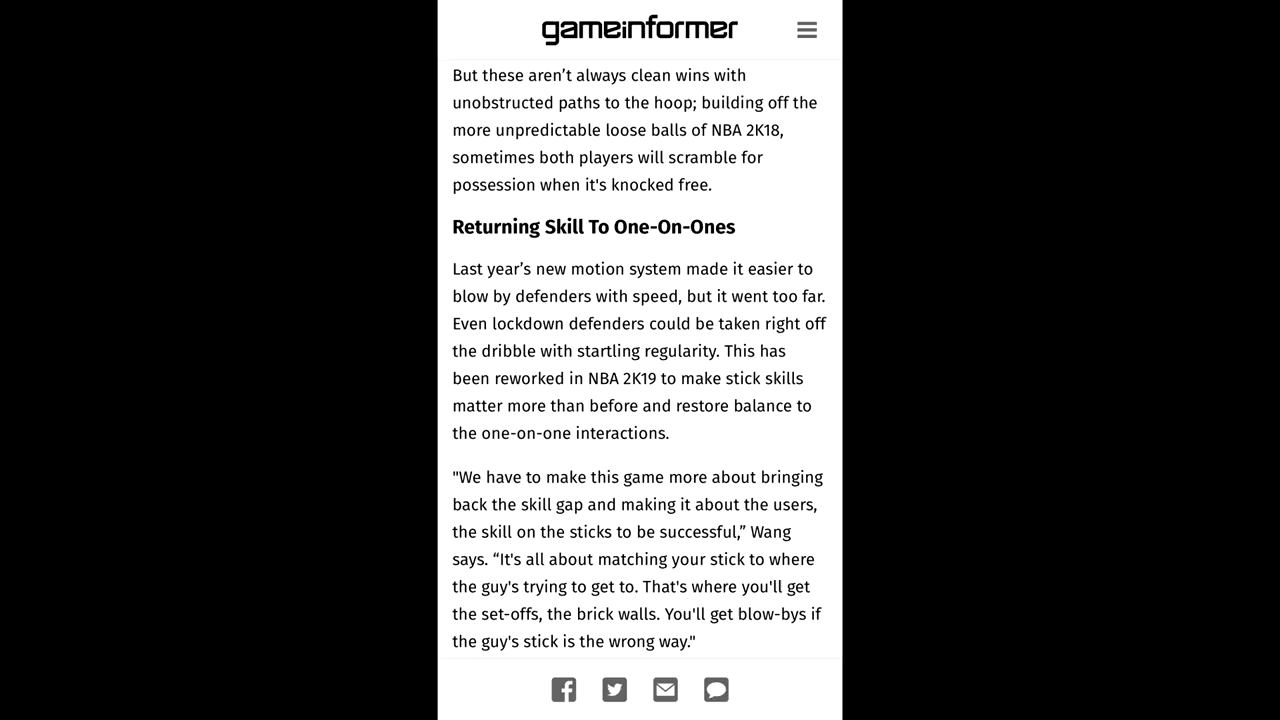 gameinformer
But these aren’t always clean wins with
unobstructed paths to the hoop; building off the
more unpredictable loose balls of NBA 2K18,
sometimes both players will scramble for
possession when it's knocked free.
Returning Skill To One-On-Ones
Last year’s new motion system made it easier to
blow by defenders with speed, but it went too far.
Even lockdown defenders could be taken right off
the dribble with startling regularity. This has
been reworked in NBA 2K19 to make stick skills
matter more than before and restore balance to
the one-on-one interactions.
"We have to make this game more about bringing
back the skill gap and making it about the users,
the skill on the sticks to be successful,” Wang
says. “It's all about matching your stick to where
the guy's trying to get to. That's where you'll get
the set-offs, the brick walls. You'll get blow-bys if
the guy's stick is the wrong way."